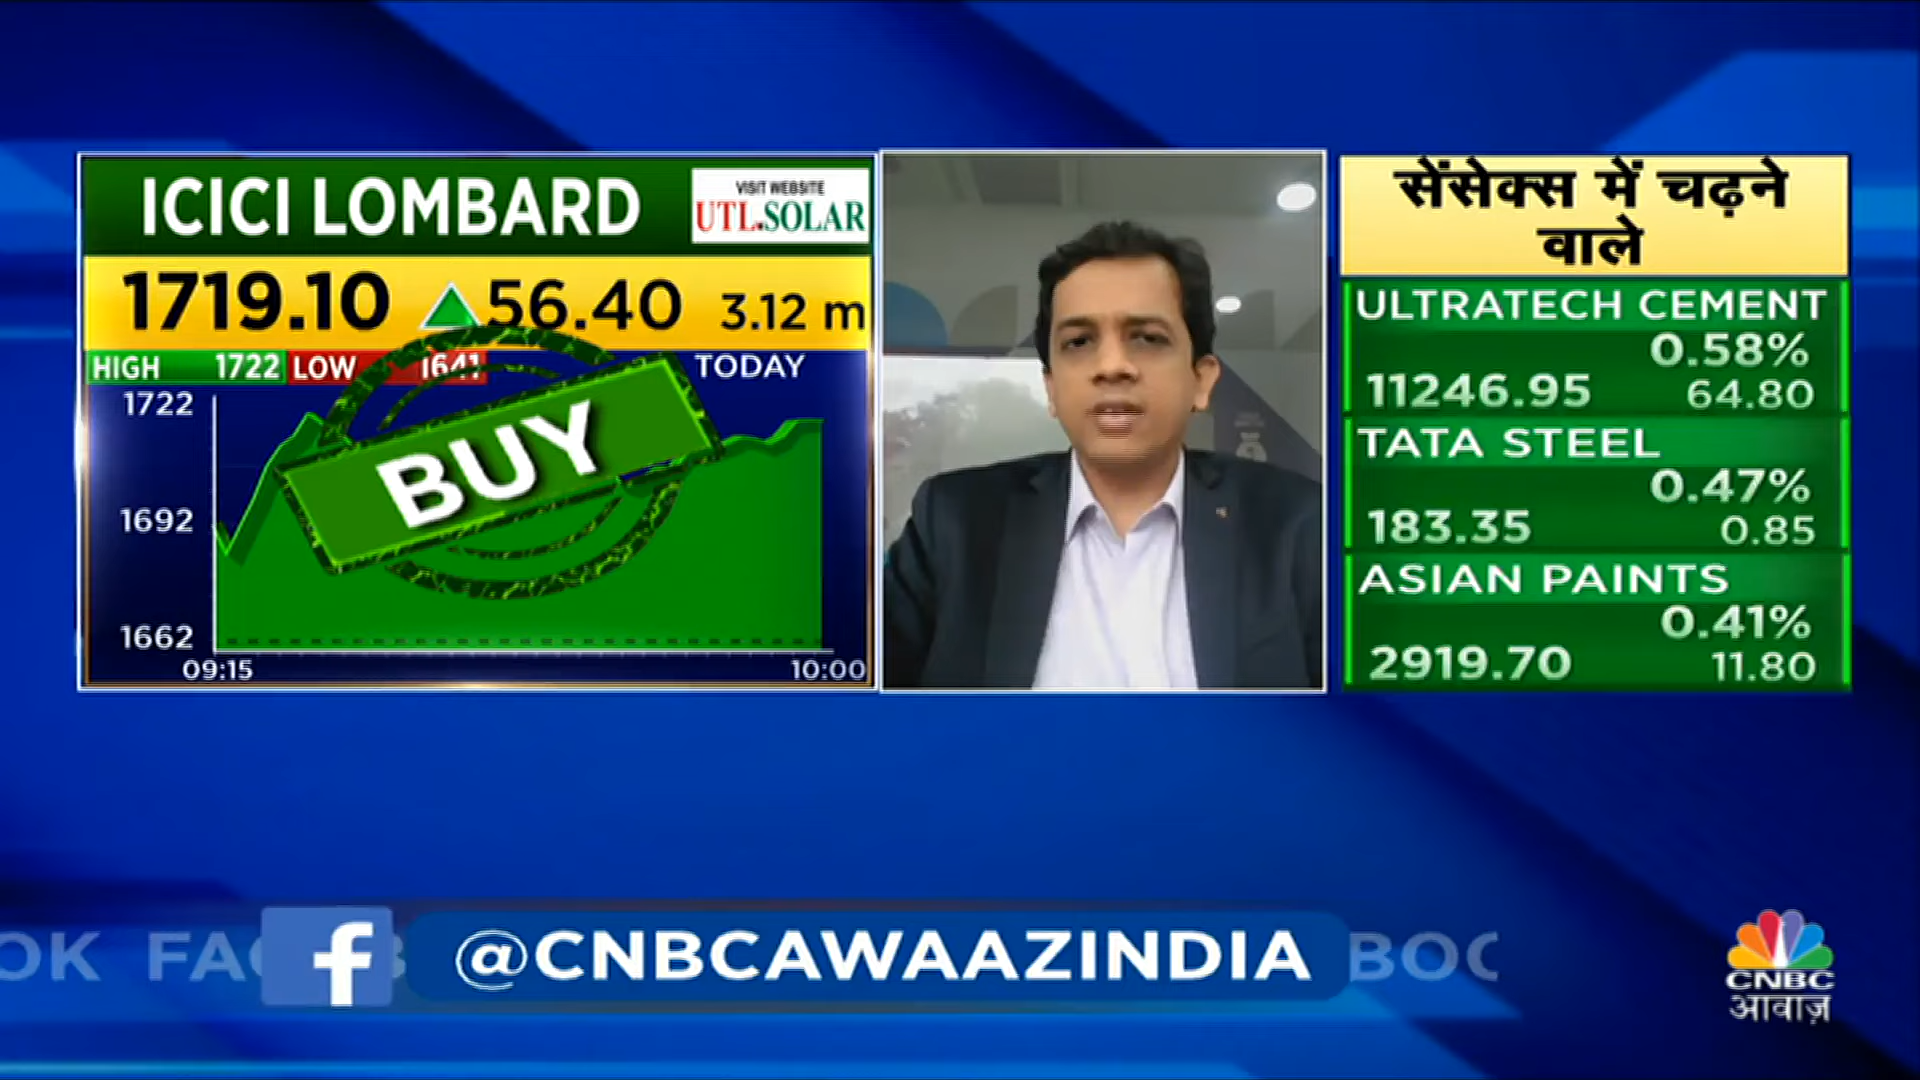 ICICI LOMBARD
VISIT WEBSITE
UTL.SOLAR
1719.10 56.40 3.12 m
HIGH 1722 LOW 1641 TODAY
1722
1692
1662
09:15 10:00
BUY
सेंसेक्स में चढ़ने
वाले
ULTRATECH CEMENT
0.58%
11246.95 64.80
TATA STEEL
0.47%
183.35 0.85
ASIAN PAINTS
0.41%
2919.70 11.80
f @CNBCAWAAZINDIA
CNBC
आवाज़